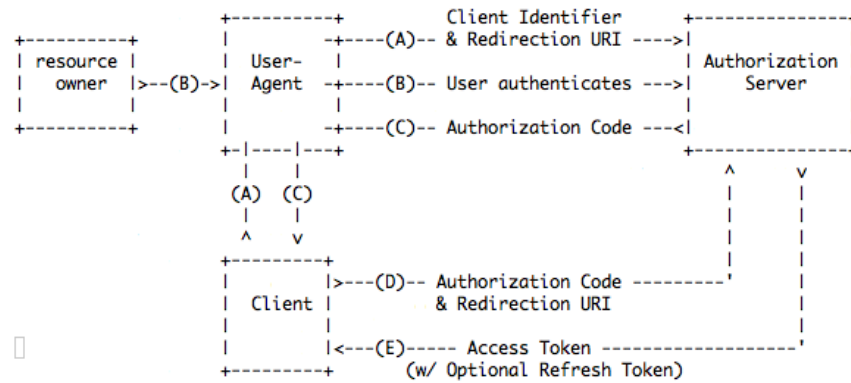 Client Identifier
(A)-- & Redirection URI
resource owner
User-Agent
Authorization Server
(B)
(B)-- User authenticates
(C)-- Authorization Code
(A) (C)
(D)-- Authorization Code
& Redirection URI
Client
(E)----- Access Token
(w/ Optional Refresh Token)